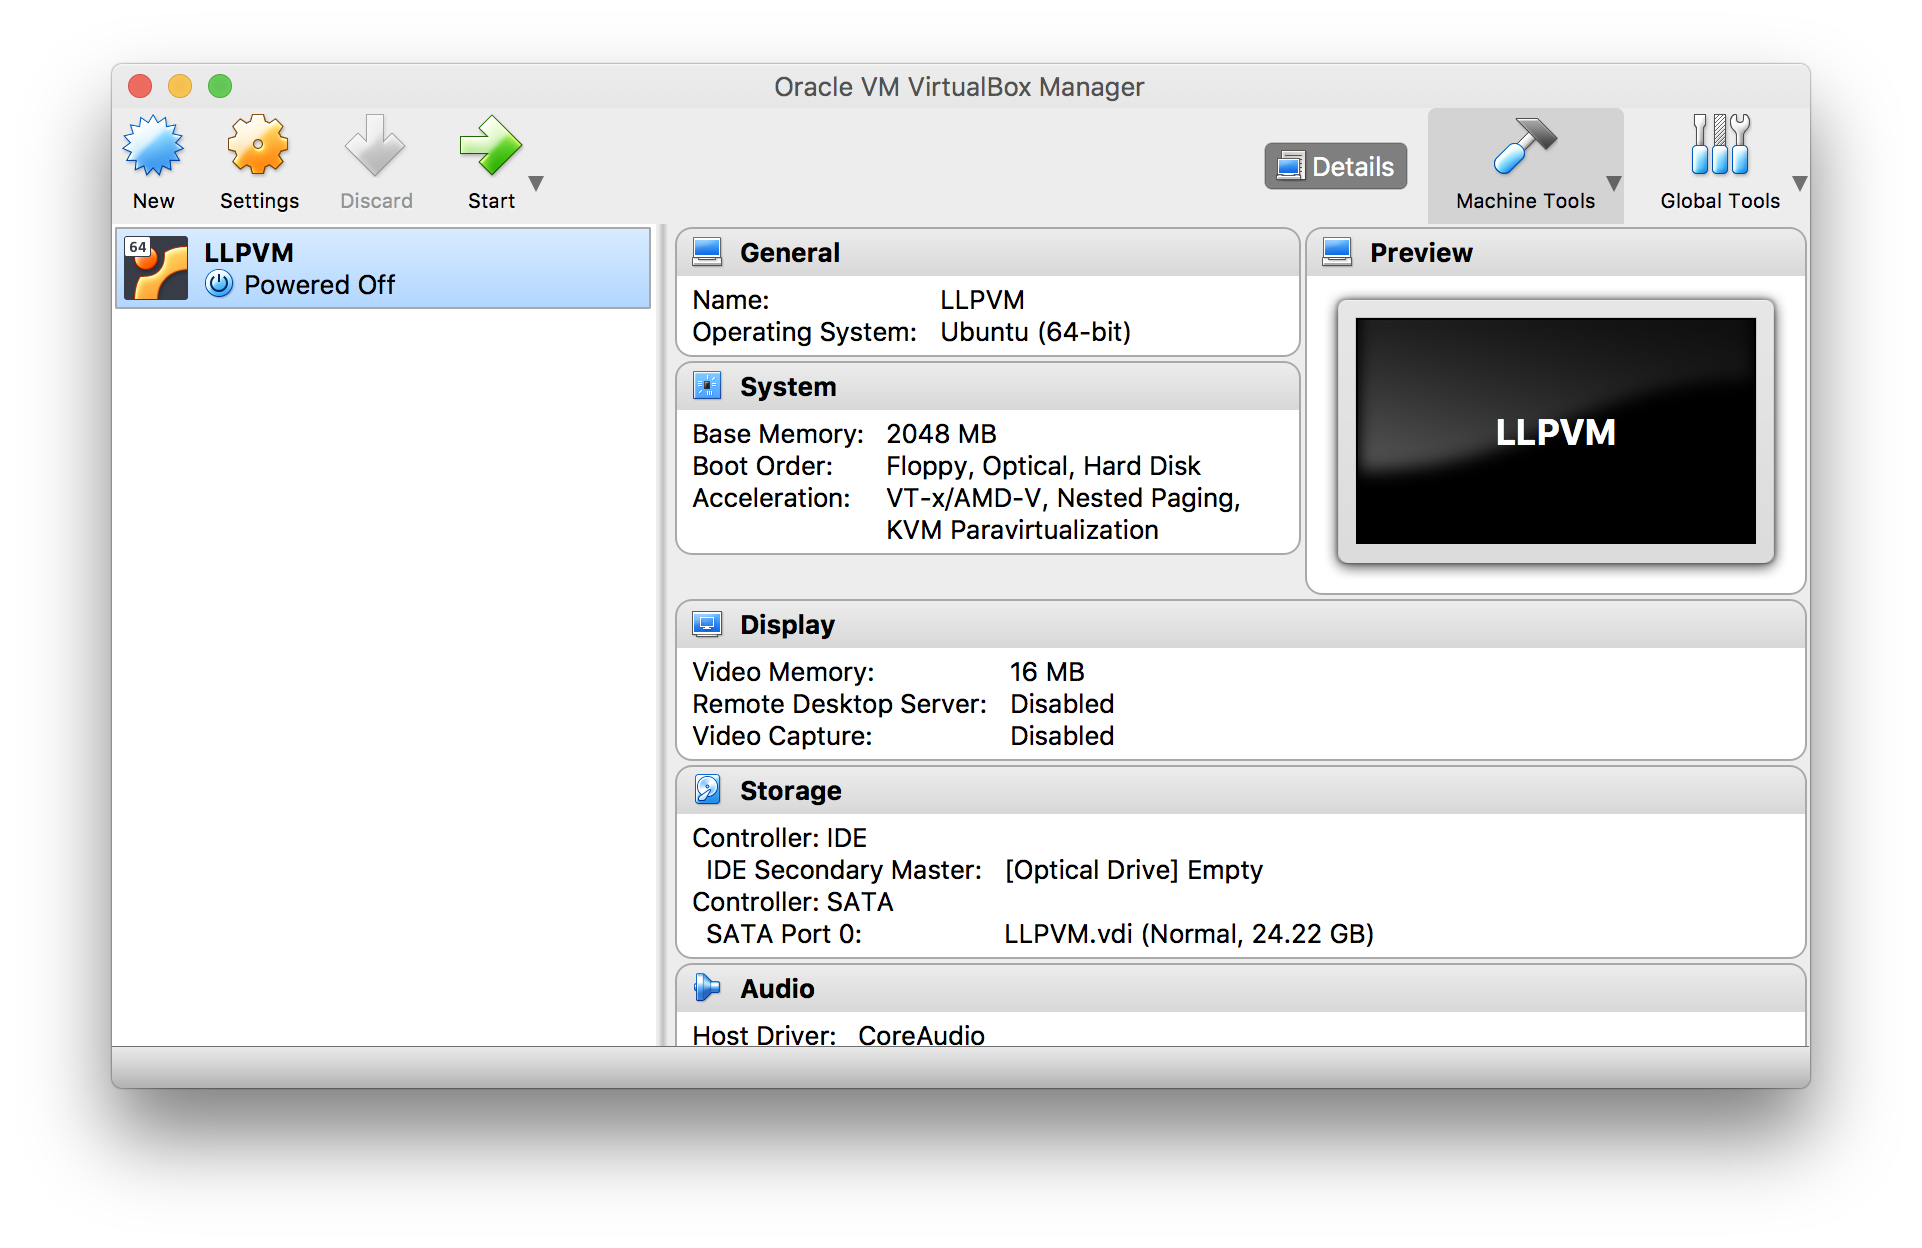 Oracle VM VirtualBox Manager
New
Settings
Discard
Start
Details
Machine Tools
Global Tools
64
LLPVM
Powered Off
General
Name: LLPVM
Operating System: Ubuntu (64-bit)
System
Base Memory: 2048 MB
Boot Order: Floppy, Optical, Hard Disk
Acceleration: VT-x/AMD-V, Nested Paging,
KVM Paravirtualization
Preview
LLPVM
Display
Video Memory: 16 MB
Remote Desktop Server: Disabled
Video Capture: Disabled
Storage
Controller: IDE
IDE Secondary Master: [Optical Drive] Empty
Controller: SATA
SATA Port 0: LLPVM.vdi (Normal, 24.22 GB)
Audio
Host Driver: CoreAudio